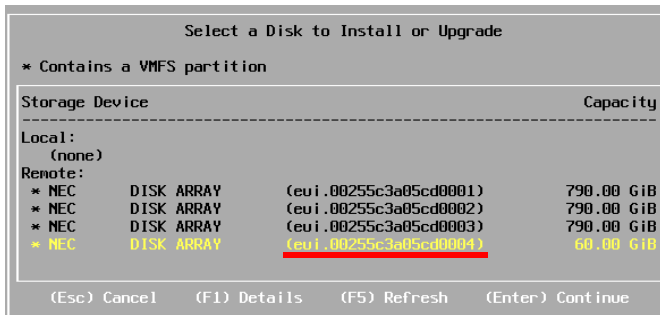 Select a Disk to Install or Upgrade
* Contains a VMFS partition
Storage Device Capacity
Local:
(none)
Remote:
* NEC DISK ARRAY (eui.00255c3a05cd0001) 790.00 GiB
* NEC DISK ARRAY (eui.00255c3a05cd0002) 790.00 GiB
* NEC DISK ARRAY (eui.00255c3a05cd0003) 790.00 GiB
* NEC DISK ARRAY (eui.00255c3a05cd0004) 60.00 GiB
(Esc) Cancel (F1) Details (F5) Refresh (Enter) Continue